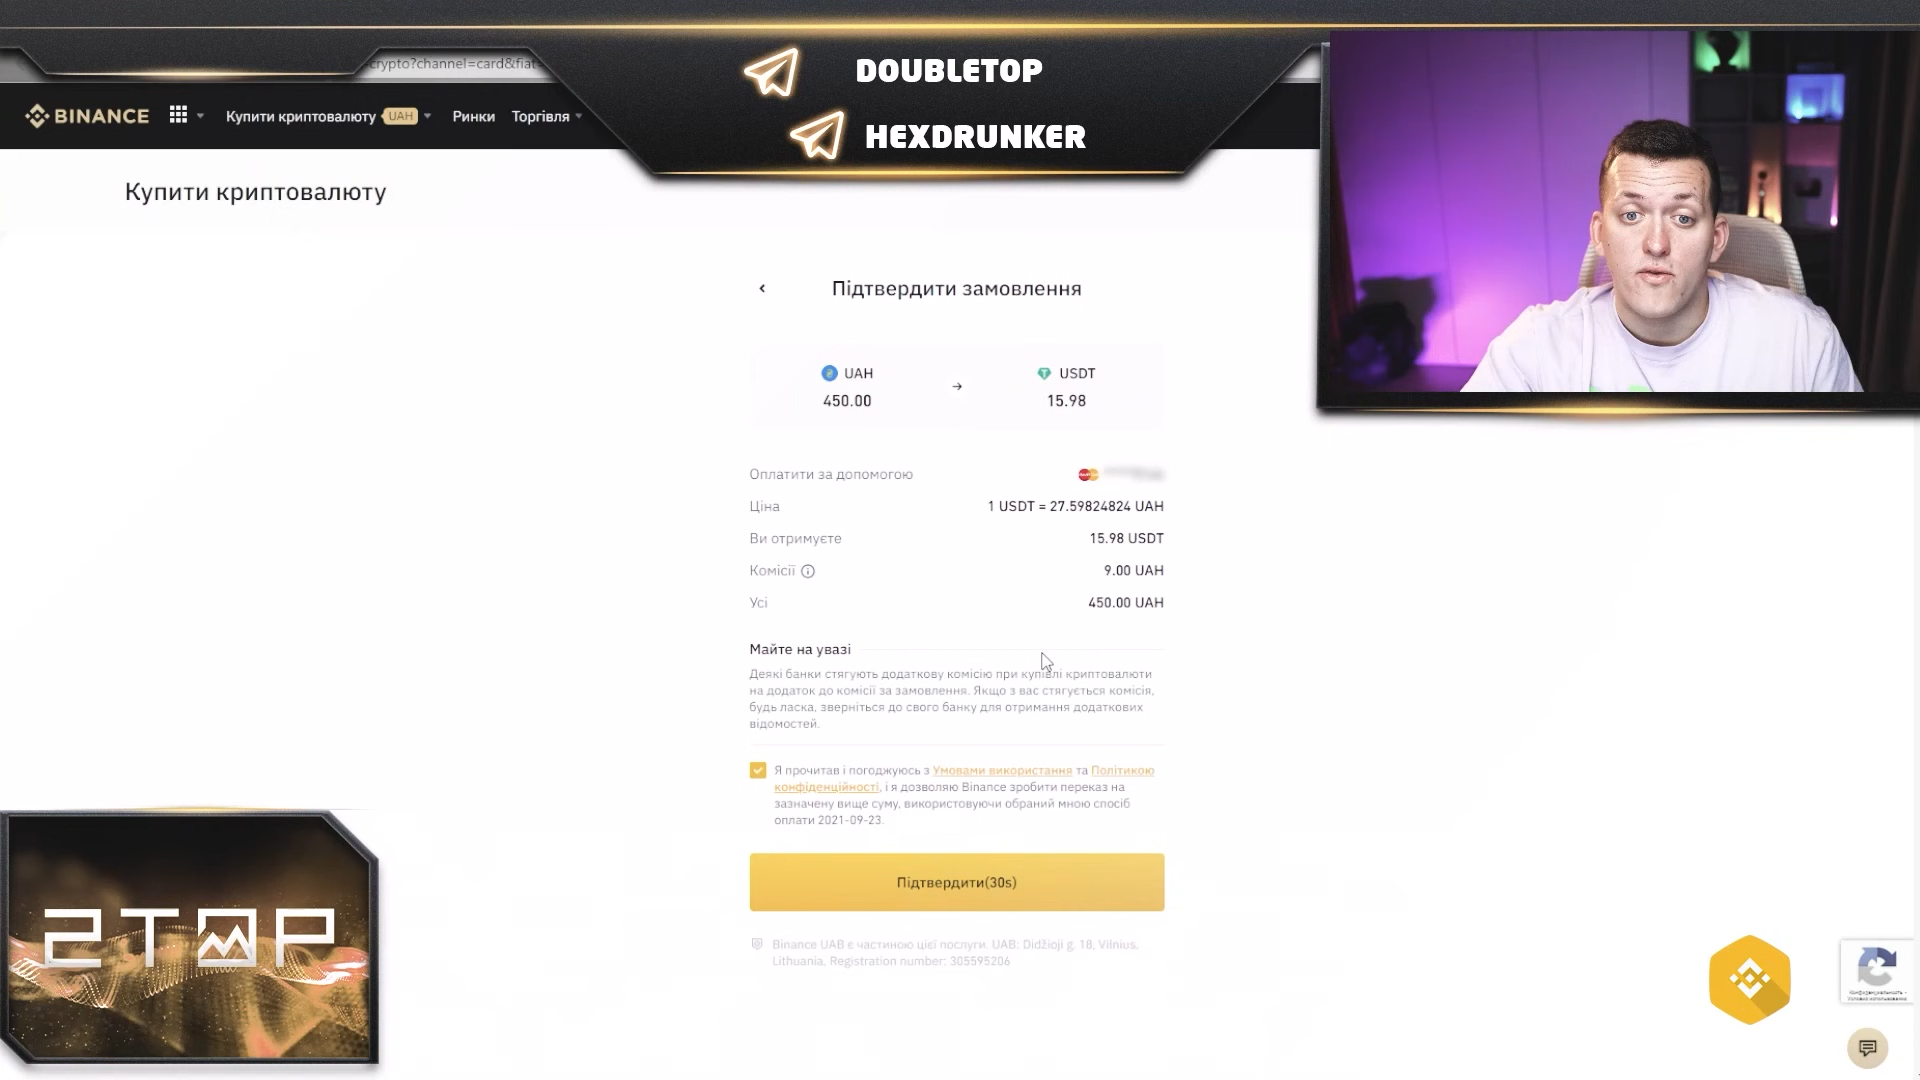 crypto?channel=card&fiat=
DOUBLETOP
HEXDRUNKER
BINANCE
Купити криптовалюту UAH
Ринки
Торгівля
Купити криптовалюту
Підтвердити замовлення
UAH
450.00
→
USDT
15.98
Оплатити за допомогою
Ціна 1 USDT = 27.59824824 UAH
Ви отримуєте 15.98 USDT
Комісії 9.00 UAH
Усі 450.00 UAH
Майте на увазі
Деякі банки стягують додаткову комісію при купівлі криптовалюти
на додаток до комісії за замовлення. Якщо з вас стягується комісія,
будь ласка, зверніться до свого банку для отримання додаткових
відомостей.
Я прочитав і погоджуюсь з Умовами використання та Політикою
конфіденційності, і я дозволяю Binance зробити переказ на
зазначену вище суму, використовуючи обраний мною спосіб
оплати 2021-09-23.
Підтвердити(30s)
Binance UAB є частиною цієї послуги. UAB: Didžioji g. 18, Vilnius,
Lithuania, Registration number: 305595206
2TOP